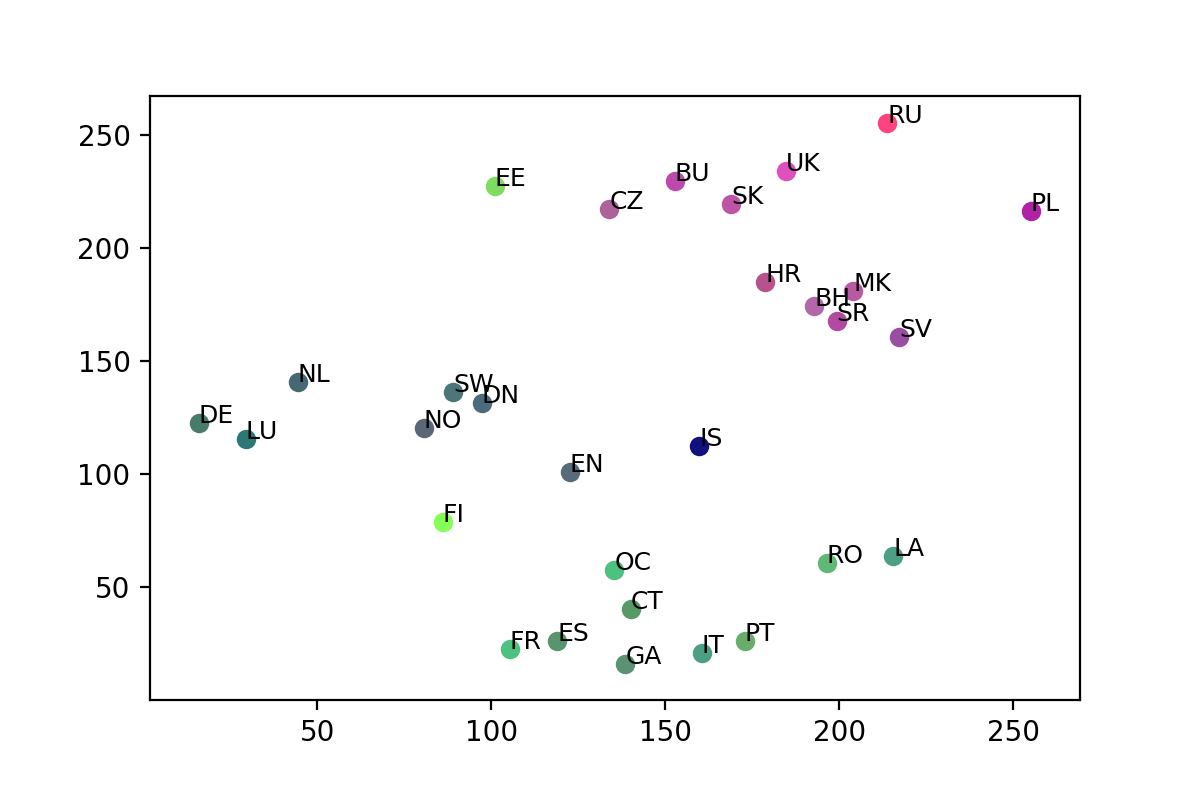 RU
250
UK
EE
BU
SK
CZ
PL
200
HR
MK
BH
SR
SV
150
NL
SW
DN
DE
NO
LU
IS
EN
100
FI
OC
RO
LA
50
CT
FR
ES
GA
IT
PT
50 100 150 200 250